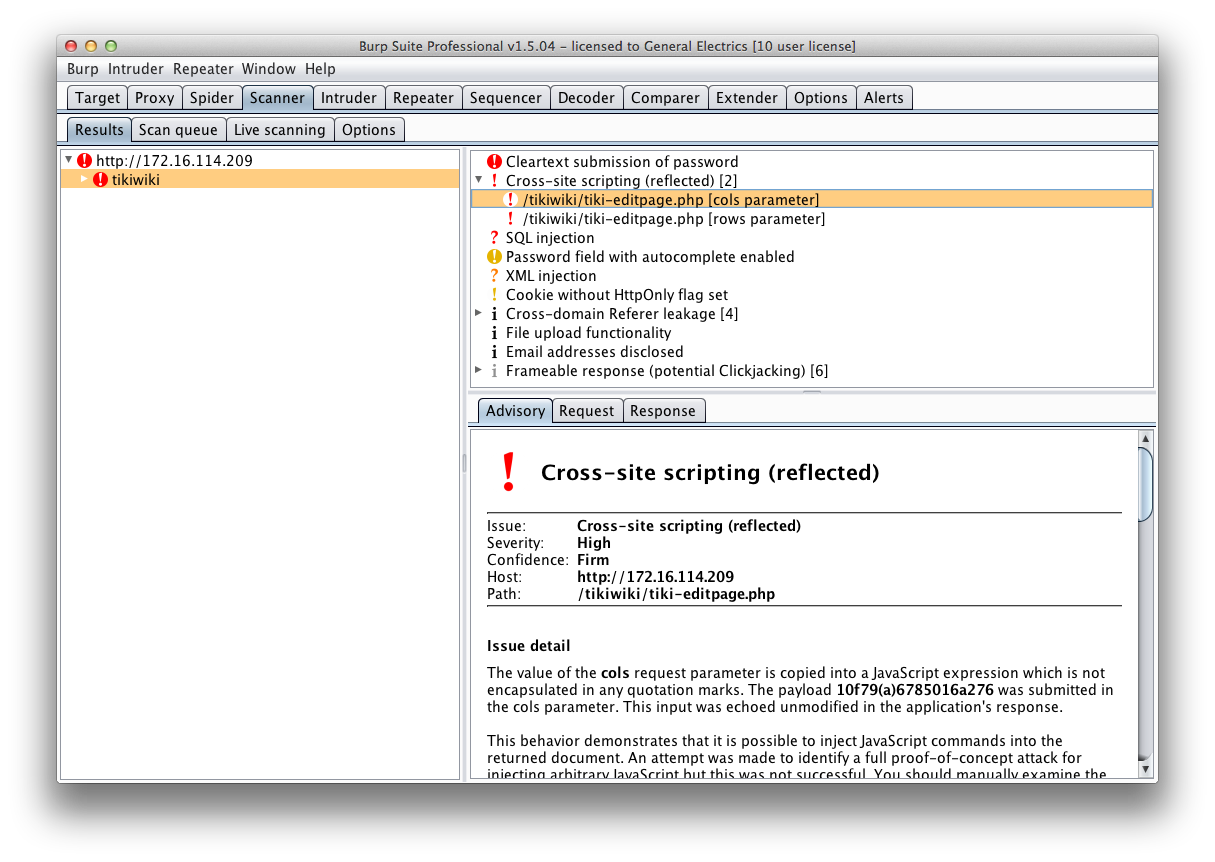 Burp Suite Professional v1.5.04 - licensed to General Electrics [10 user license]
Burp Intruder Repeater Window Help
Target Proxy Spider Scanner Intruder Repeater Sequencer Decoder Comparer Extender Options Alerts
Results Scan queue Live scanning Options
http://172.16.114.209
tikiwiki
Cleartext submission of password
Cross-site scripting (reflected) [2]
/tikiwiki/tiki-editpage.php [cols parameter]
/tikiwiki/tiki-editpage.php [rows parameter]
SQL injection
Password field with autocomplete enabled
XML injection
Cookie without HttpOnly flag set
Cross-domain Referer leakage [4]
File upload functionality
Email addresses disclosed
Frameable response (potential Clickjacking) [6]
Advisory Request Response
Cross-site scripting (reflected)
Issue: Cross-site scripting (reflected)
Severity: High
Confidence: Firm
Host: http://172.16.114.209
Path: /tikiwiki/tiki-editpage.php
Issue detail
The value of the cols request parameter is copied into a JavaScript expression which is not
encapsulated in any quotation marks. The payload 10f79(a)6785016a276 was submitted in
the cols parameter. This input was echoed unmodified in the application's response.
This behavior demonstrates that it is possible to inject JavaScript commands into the
returned document. An attempt was made to identify a full proof-of-concept attack for
injecting arbitrary JavaScript but this was not successful. You should manually examine the